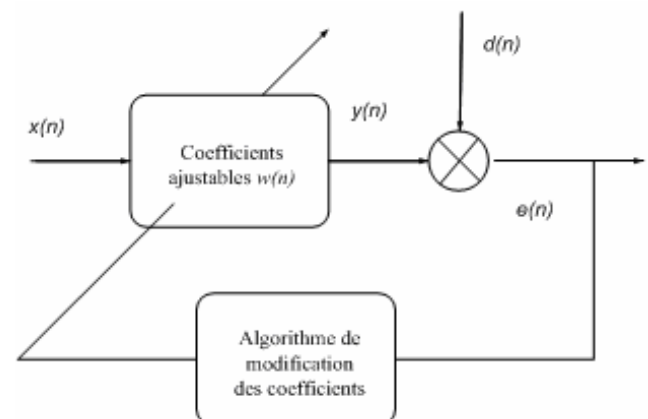 d(n)
x(n)
y(n)
Coefficients
ajustables w(n)
e(n)
Algorithme de
modification
des coefficients